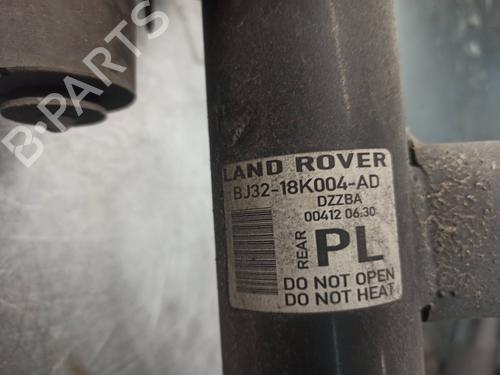 B-PARTS
LAND ROVER
BJ32-18K004-AD
DZZBA
00412 06.30
REAR PL
DO NOT OPEN
DO NOT HEAT